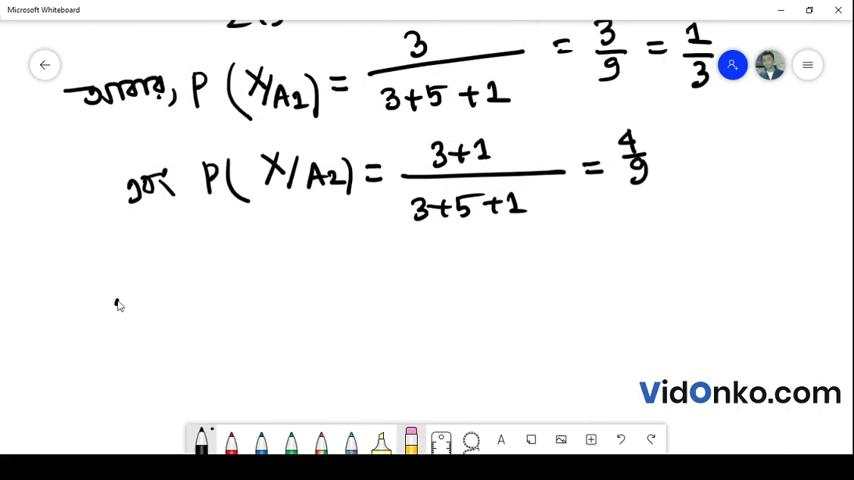 Microsoft Whiteboard
আবার, P (X/A1) = 3 / 3+5+1 = 3/9 = 1/3
এবং P( X/A2) = 3+1 / 3+5+1 = 4/9
VidOnko.com